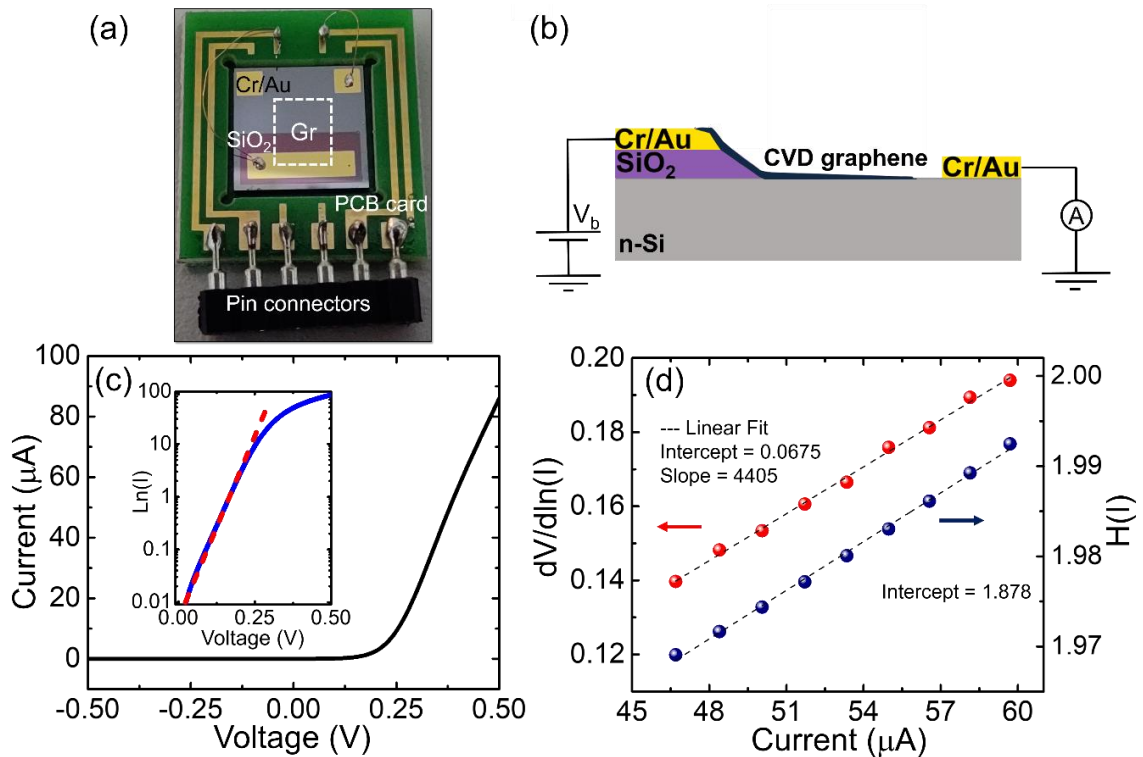 (a)
Cr/Au
Gr
SiO₂
PCB card
Pin connectors
(b)
Cr/Au
SiO₂
CVD graphene
Cr/Au
V_b
A
n-Si
(c)
100
80
60
40
20
0
Current (µA)
-0.50
-0.25
0.00
0.25
0.50
Voltage (V)
100
10
1
0.1
0.01
Ln(I)
0.00
0.25
0.50
Voltage (V)
(d)
0.20
0.18
0.16
0.14
0.12
dV/dln(I)
--- Linear Fit
Intercept = 0.0675
Slope = 4405
Intercept = 1.878
2.00
1.99
1.98
1.97
H(I)
45
48
51
54
57
60
Current (µA)